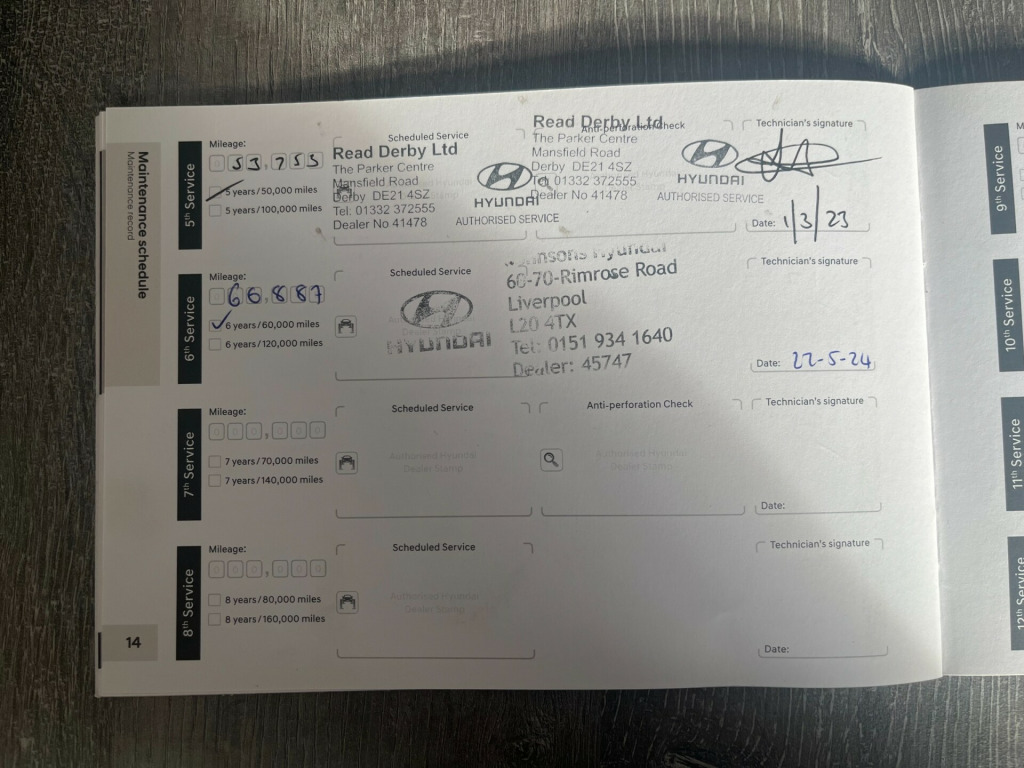 Maintenance schedule
Maintenance record
14
5th Service
Mileage:
53,755
5 years/50,000 miles
5 years/100,000 miles
Scheduled Service
Read Derby Ltd
The Parker Centre
Mansfield Road
Derby DE21 4SZ
Tel: 01332 372555
Dealer No 41478
HYUNDAI
AUTHORISED SERVICE
Anti-perforation Check
Read Derby Ltd
The Parker Centre
Mansfield Road
Derby DE21 4SZ
Tel: 01332 372555
Dealer No 41478
HYUNDAI
AUTHORISED SERVICE
Technician's signature
Date: 1/3/23
6th Service
Mileage:
66,887
6 years/60,000 miles
6 years/120,000 miles
Scheduled Service
HYUNDAI
Hyundai
60-70-Rimrose Road
Liverpool
L20 4TX
Tel: 0151 934 1640
Dealer: 45747
Technician's signature
Date: 22-5-24
7th Service
Mileage:
000,000
7 years/70,000 miles
7 years/140,000 miles
Scheduled Service
Authorised Hyundai
Dealer Stamp
Anti-perforation Check
Authorised Hyundai
Dealer Stamp
Technician's signature
Date:
8th Service
Mileage:
000,000
8 years/80,000 miles
8 years/160,000 miles
Scheduled Service
Authorised Hyundai
Dealer Stamp
Technician's signature
Date:
9th Service
10th Service
11th Service
12th Service